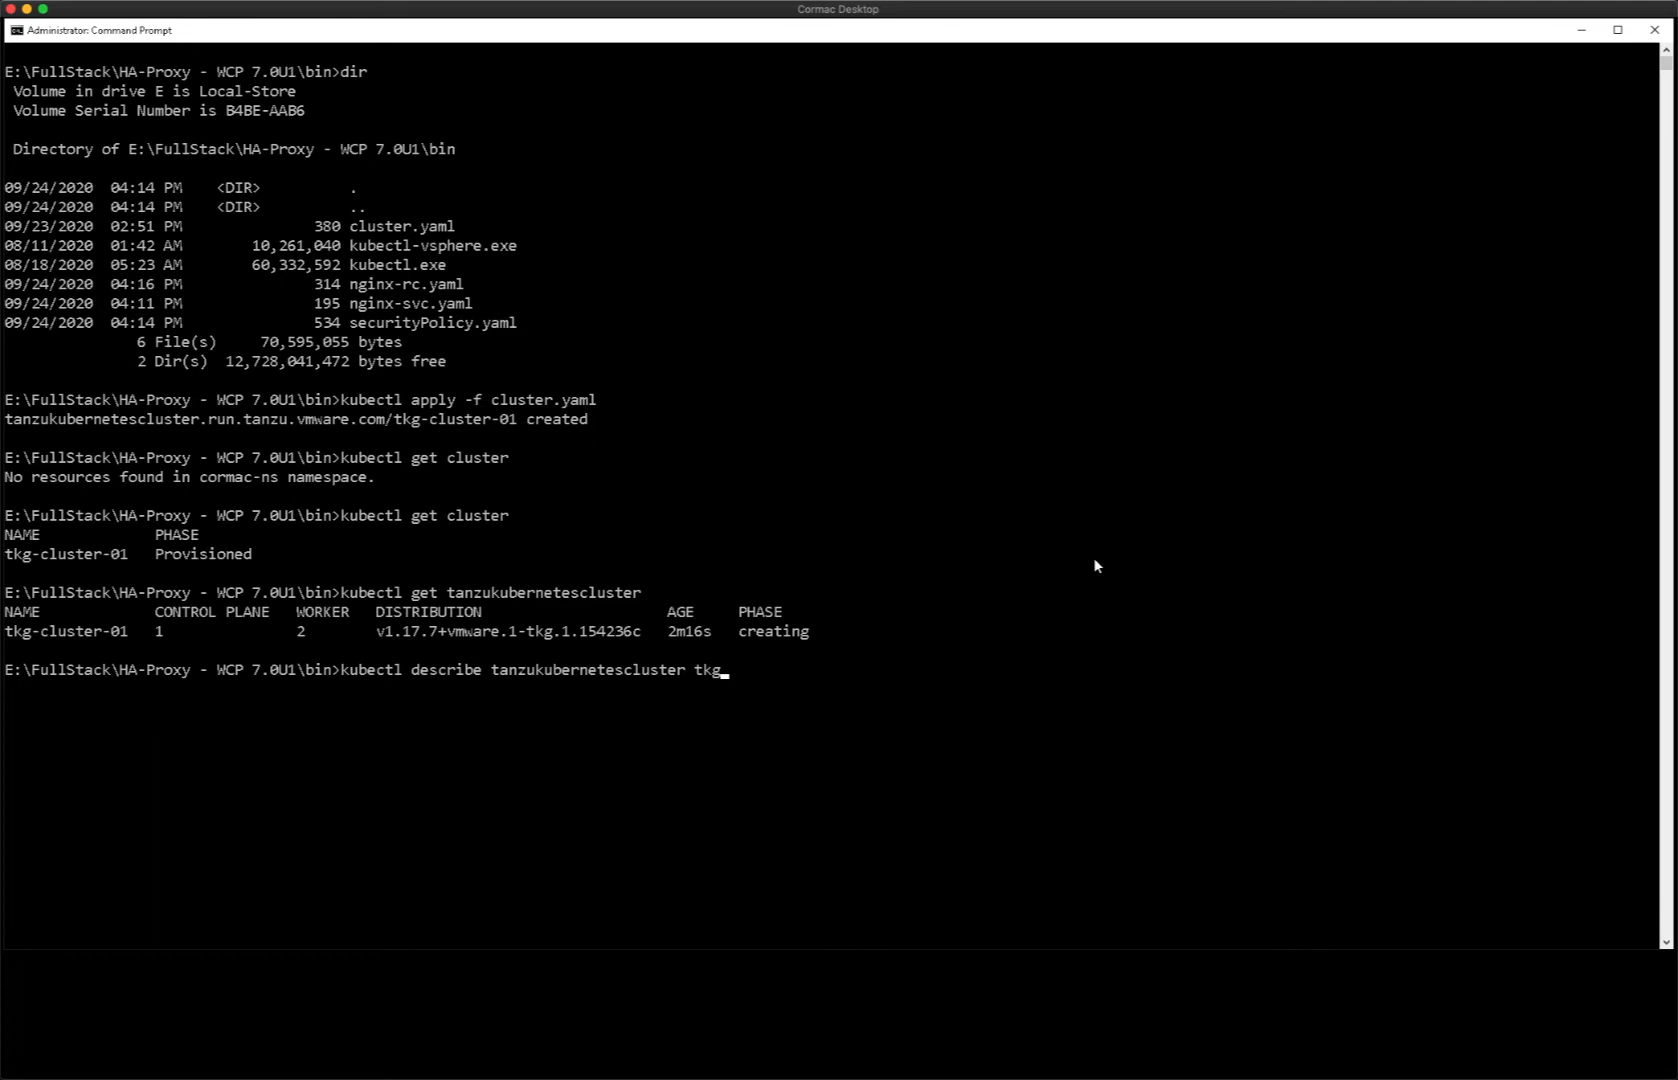 Cormac Desktop
Administrator: Command Prompt
E:\FullStack\HA-Proxy - WCP 7.0U1\bin>dir
Volume in drive E is Local-Store
Volume Serial Number is B4BE-AAB6
Directory of E:\FullStack\HA-Proxy - WCP 7.0U1\bin
09/24/2020  04:14 PM    <DIR>          .
09/24/2020  04:14 PM    <DIR>          ..
09/23/2020  02:51 PM               380 cluster.yaml
08/11/2020  01:42 AM        10,261,040 kubectl-vsphere.exe
08/18/2020  05:23 AM        60,332,592 kubectl.exe
09/24/2020  04:16 PM               314 nginx-rc.yaml
09/24/2020  04:11 PM               195 nginx-svc.yaml
09/24/2020  04:14 PM               534 securityPolicy.yaml
6 File(s)     70,595,055 bytes
2 Dir(s)  12,728,041,472 bytes free
E:\FullStack\HA-Proxy - WCP 7.0U1\bin>kubectl apply -f cluster.yaml
tanzukubernetescluster.run.tanzu.vmware.com/tkg-cluster-01 created
E:\FullStack\HA-Proxy - WCP 7.0U1\bin>kubectl get cluster
No resources found in cormac-ns namespace.
E:\FullStack\HA-Proxy - WCP 7.0U1\bin>kubectl get cluster
NAME             PHASE
tkg-cluster-01   Provisioned
E:\FullStack\HA-Proxy - WCP 7.0U1\bin>kubectl get tanzukubernetescluster
NAME             CONTROL PLANE   WORKER   DISTRIBUTION                     AGE     PHASE
tkg-cluster-01   1               2        v1.17.7+vmware.1-tkg.1.154236c   2m16s   creating
E:\FullStack\HA-Proxy - WCP 7.0U1\bin>kubectl describe tanzukubernetescluster tkg